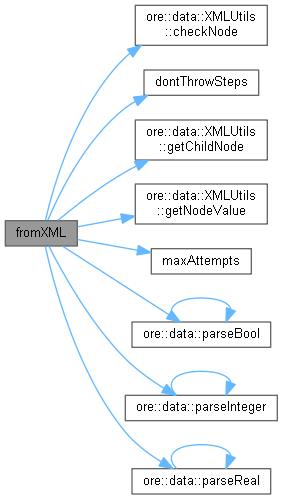 ore::data::XMLUtils
::checkNode
dontThrowSteps
ore::data::XMLUtils
::getChildNode
ore::data::XMLUtils
::getNodeValue
fromXML
maxAttempts
ore::data::parseBool
ore::data::parseInteger
ore::data::parseReal